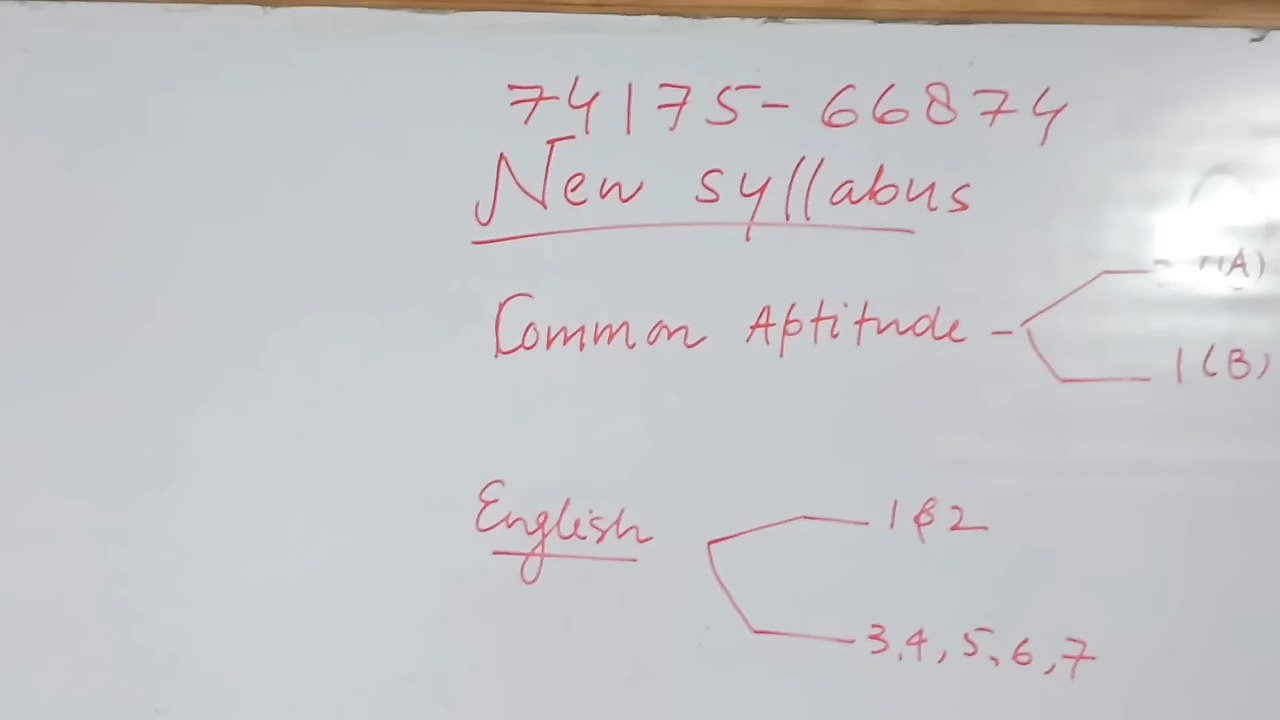 74175-66874
New syllabus
(A)
Common Aptitude -
1(B)
English
1 & 2
3,4, 5, 6, 7